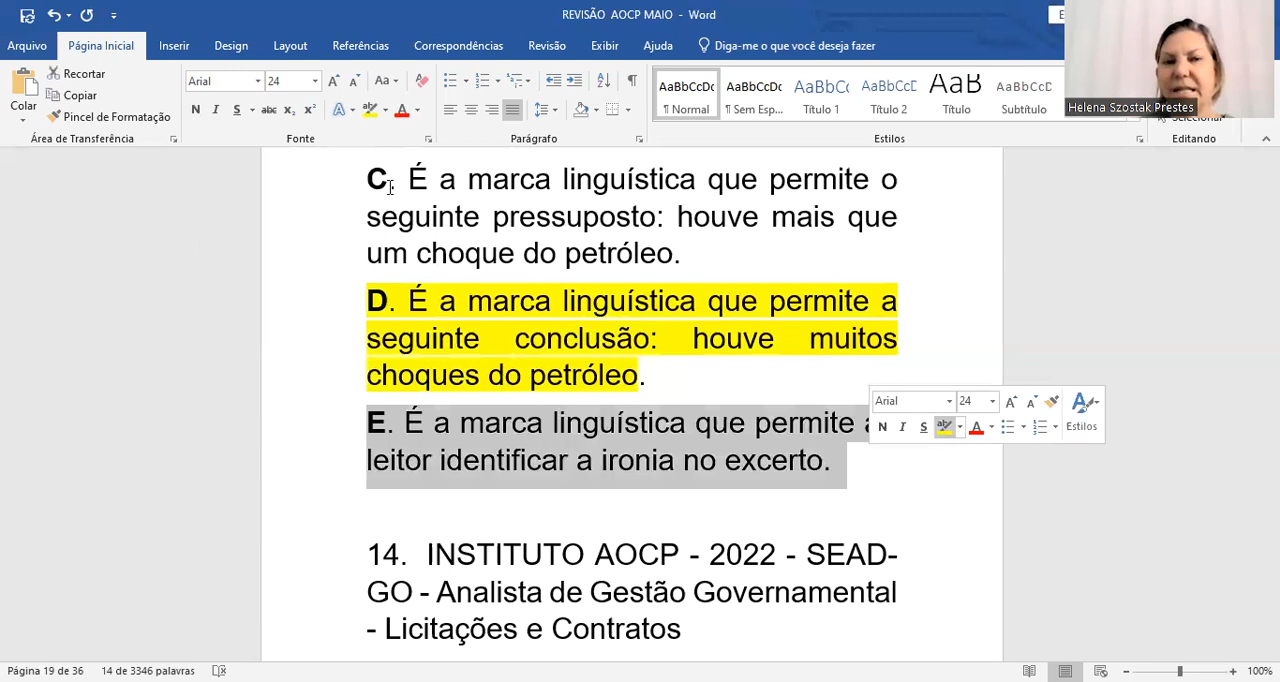 REVISÃO AOCP MAIO - Word
Arquivo Página Inicial Inserir Design Layout Referências Correspondências Revisão Exibir Ajuda Diga-me o que você deseja fazer
Colar
Recortar
Copiar
Pincel de Formatação
Área de Transferência
Arial 24
N I S abc X₂ X²
Fonte
Parágrafo
AaBbCcDc AaBbCcDc AaBbCc AaBbCcC AaB AaBbCcC
¶ Normal ¶ Sem Esp... Título 1 Título 2 Título Subtítulo
Estilos
Editando
Helena Szostak Prestes
C. É a marca linguística que permite o
seguinte pressuposto: houve mais que
um choque do petróleo.
D. É a marca linguística que permite a
seguinte conclusão: houve muitos
choques do petróleo.
E. É a marca linguística que permite
leitor identificar a ironia no excerto.
Arial 24
N I S Estilos
14. INSTITUTO AOCP - 2022 - SEAD-
GO - Analista de Gestão Governamental
- Licitações e Contratos
Página 19 de 36 14 de 3346 palavras
100%